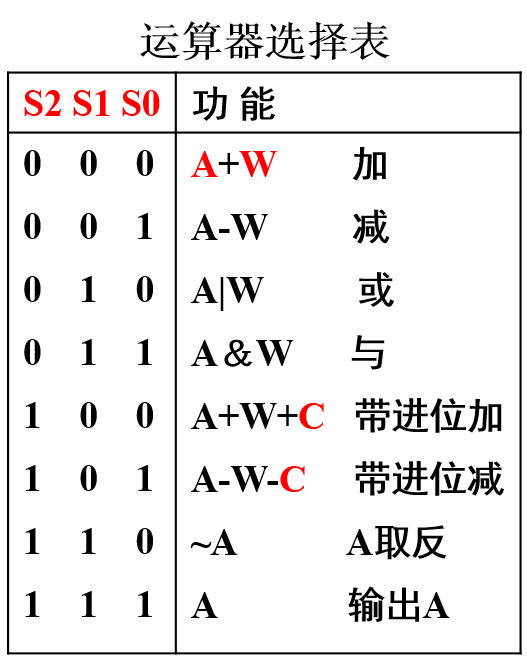 运算器选择表
S2 S1 S0 功 能
0 0 0 A+W 加
0 0 1 A-W 减
0 1 0 A|W 或
0 1 1 A＆W 与
1 0 0 A+W+C 带进位加
1 0 1 A-W-C 带进位减
1 1 0 ~A A取反
1 1 1 A 输出A